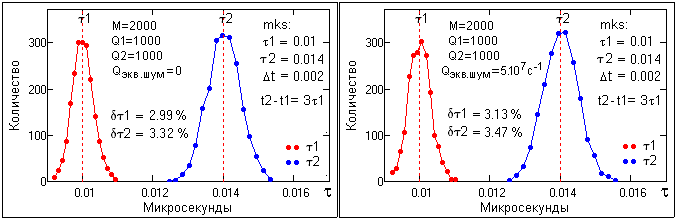 τ1
τ2
M=2000
Q1=1000
Q2=1000
Qэкв.шум=0
mks:
τ1 = 0.01
τ2 = 0.014
Δt = 0.002
t2-t1= 3τ1
δτ1 = 2.99 %
δτ2 = 3.32 %
τ1
τ2
Количество
300
200
100
0
0.01
0.012
0.014
0.016
τ
Микросекунды
τ1
τ2
M=2000
Q1=1000
Q2=1000
Qэкв.шум=5·10⁷с-1
mks:
τ1 = 0.01
τ2 = 0.014
Δt = 0.002
t2-t1= 3τ1
δτ1 = 3.13 %
δτ2 = 3.47 %
τ1
τ2
Количество
300
200
100
0
0.01
0.012
0.014
0.016
τ
Микросекунды